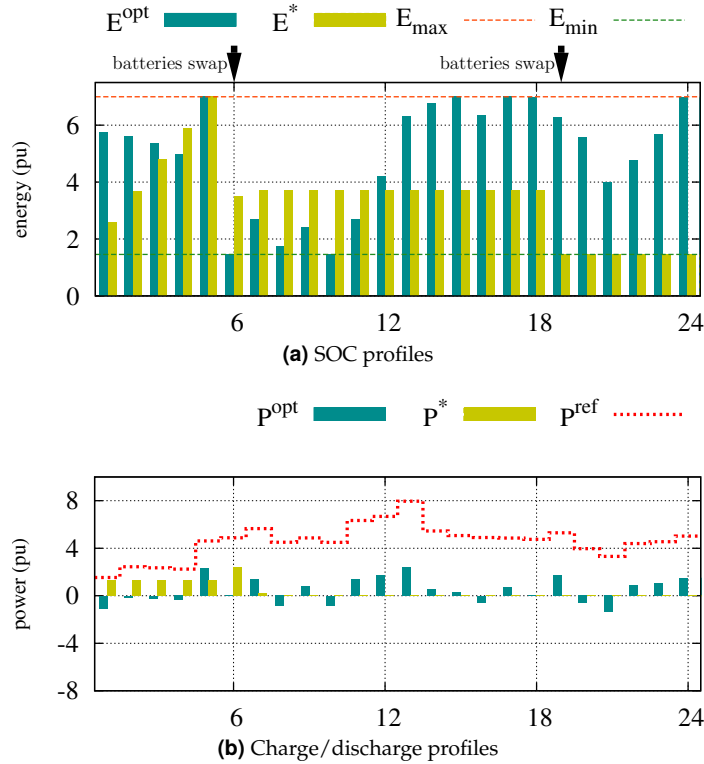 E^opt E^* E_max E_min
batteries swap batteries swap
energy (pu)
6
4
2
0
6 12 18 24
(a) SOC profiles
P^opt P^* P^ref
power (pu)
8
4
0
-4
-8
6 12 18 24
(b) Charge/discharge profiles